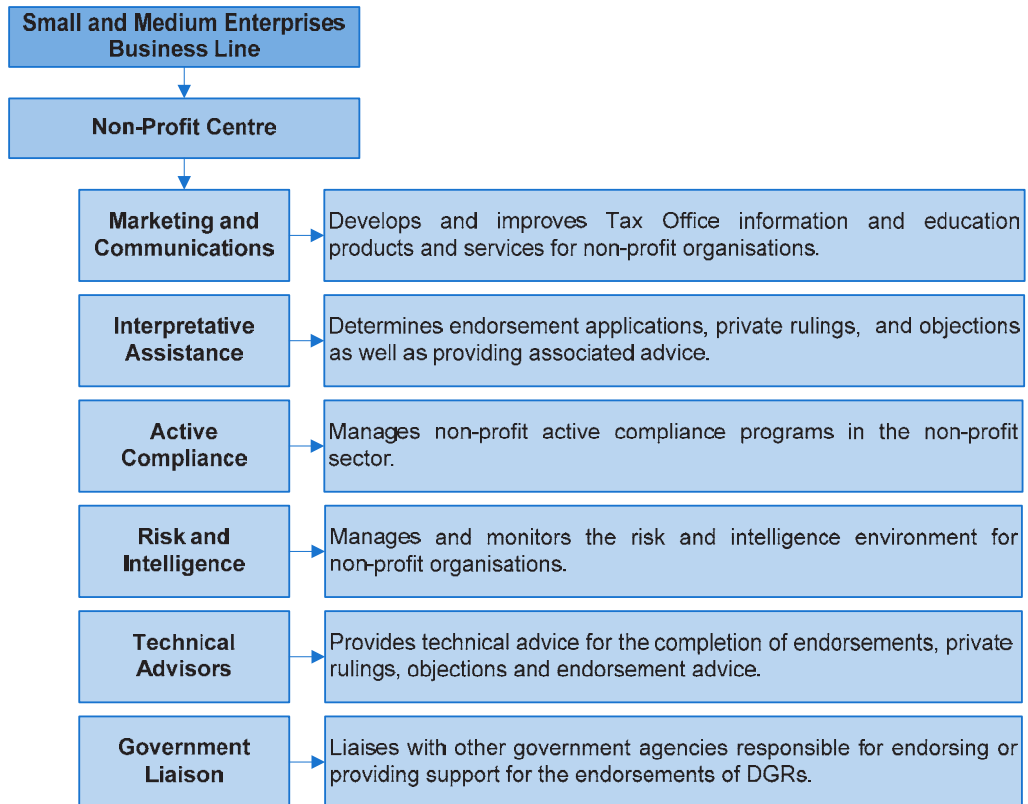 Small and Medium Enterprises
Business Line
Non-Profit Centre
Marketing and
Communications
Develops and improves Tax Office information and education
products and services for non-profit organisations.
Interpretative
Assistance
Determines endorsement applications, private rulings, and objections
as well as providing associated advice.
Active
Compliance
Manages non-profit active compliance programs in the non-profit
sector.
Risk and
Intelligence
Manages and monitors the risk and intelligence environment for
non-profit organisations.
Technical
Advisors
Provides technical advice for the completion of endorsements, private
rulings, objections and endorsement advice.
Government
Liaison
Liaises with other government agencies responsible for endorsing or
providing support for the endorsements of DGRs.